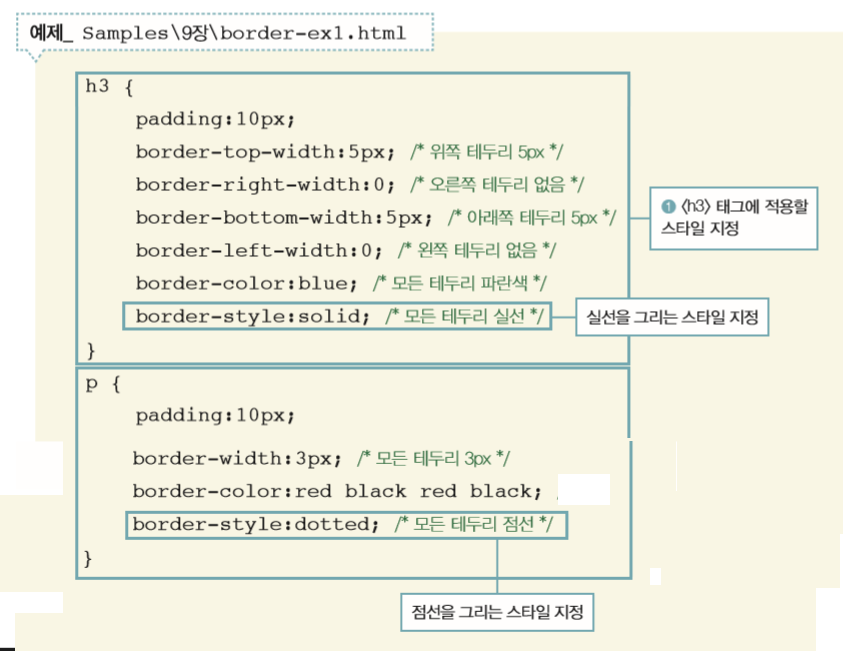 예제_ Samples\9장\border-ex1.html
h3 {
padding:10px;
border-top-width:5px; /* 위쪽 테두리 5px */
border-right-width:0; /* 오른쪽 테두리 없음 */
border-bottom-width:5px; /* 아래쪽 테두리 5px */
border-left-width:0; /* 왼쪽 테두리 없음 */
border-color:blue; /* 모든 테두리 파란색 */
border-style:solid; /* 모든 테두리 실선 */
}
❶ 〈h3〉 태그에 적용할
스타일 지정
실선을 그리는 스타일 지정
p {
padding:10px;
border-width:3px; /* 모든 테두리 3px */
border-color:red black red black;
border-style:dotted; /* 모든 테두리 점선 */
}
점선을 그리는 스타일 지정